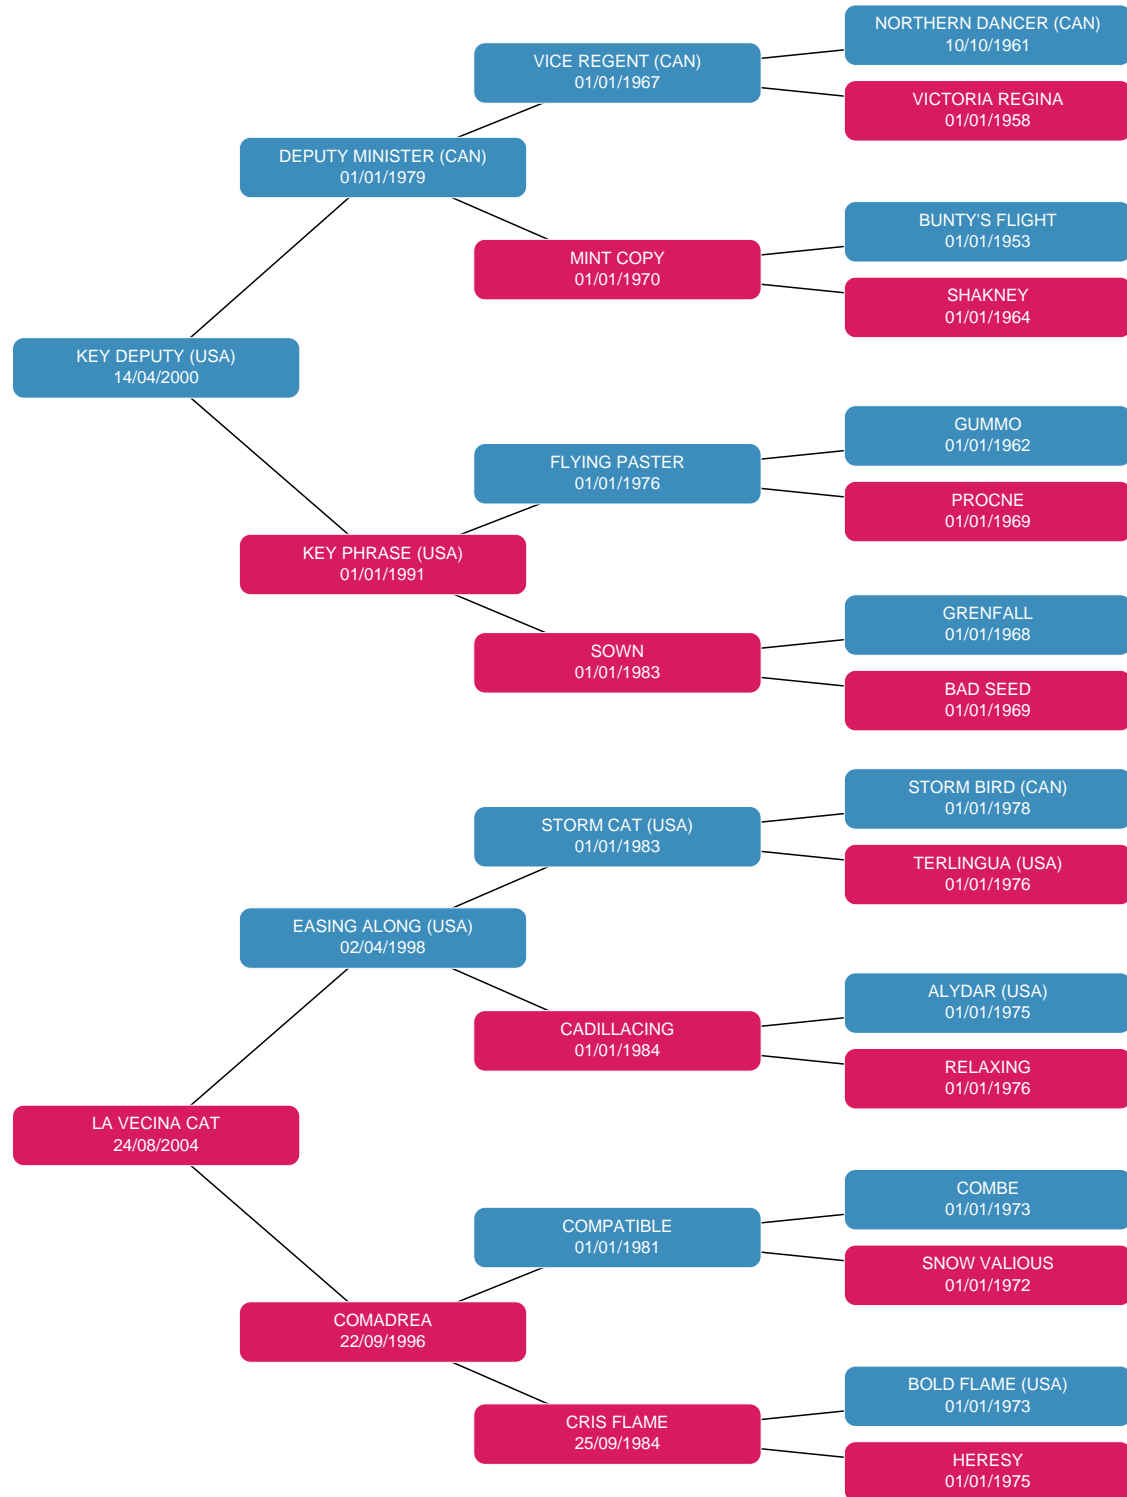 NORTHERN DANCER (CAN)
10/10/1961
VICE REGENT (CAN)
01/01/1967
VICTORIA REGINA
01/01/1958
DEPUTY MINISTER (CAN)
01/01/1979
BUNTY'S FLIGHT
01/01/1953
MINT COPY
01/01/1970
SHAKNEY
01/01/1964
KEY DEPUTY (USA)
14/04/2000
GUMMO
01/01/1962
FLYING PASTER
01/01/1976
PROCNE
01/01/1969
KEY PHRASE (USA)
01/01/1991
GRENFALL
01/01/1968
SOWN
01/01/1983
BAD SEED
01/01/1969
STORM BIRD (CAN)
01/01/1978
STORM CAT (USA)
01/01/1983
TERLINGUA (USA)
01/01/1976
EASING ALONG (USA)
02/04/1998
ALYDAR (USA)
01/01/1975
CADILLACING
01/01/1984
RELAXING
01/01/1976
LA VECINA CAT
24/08/2004
COMBE
01/01/1973
COMPATIBLE
01/01/1981
SNOW VALIOUS
01/01/1972
COMADREA
22/09/1996
BOLD FLAME (USA)
01/01/1973
CRIS FLAME
25/09/1984
HERESY
01/01/1975